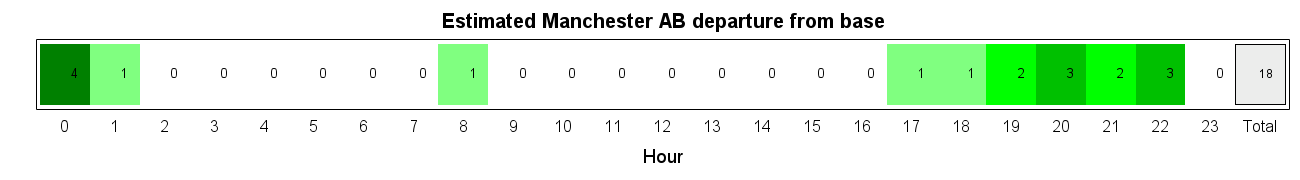 Estimated Manchester AB departure from base
4 1 0 0 0 0 0 0 1 0 0 0 0 0 0 0 0 1 1 2 3 2 3 0 18
0 1 2 3 4 5 6 7 8 9 10 11 12 13 14 15 16 17 18 19 20 21 22 23 Total
Hour